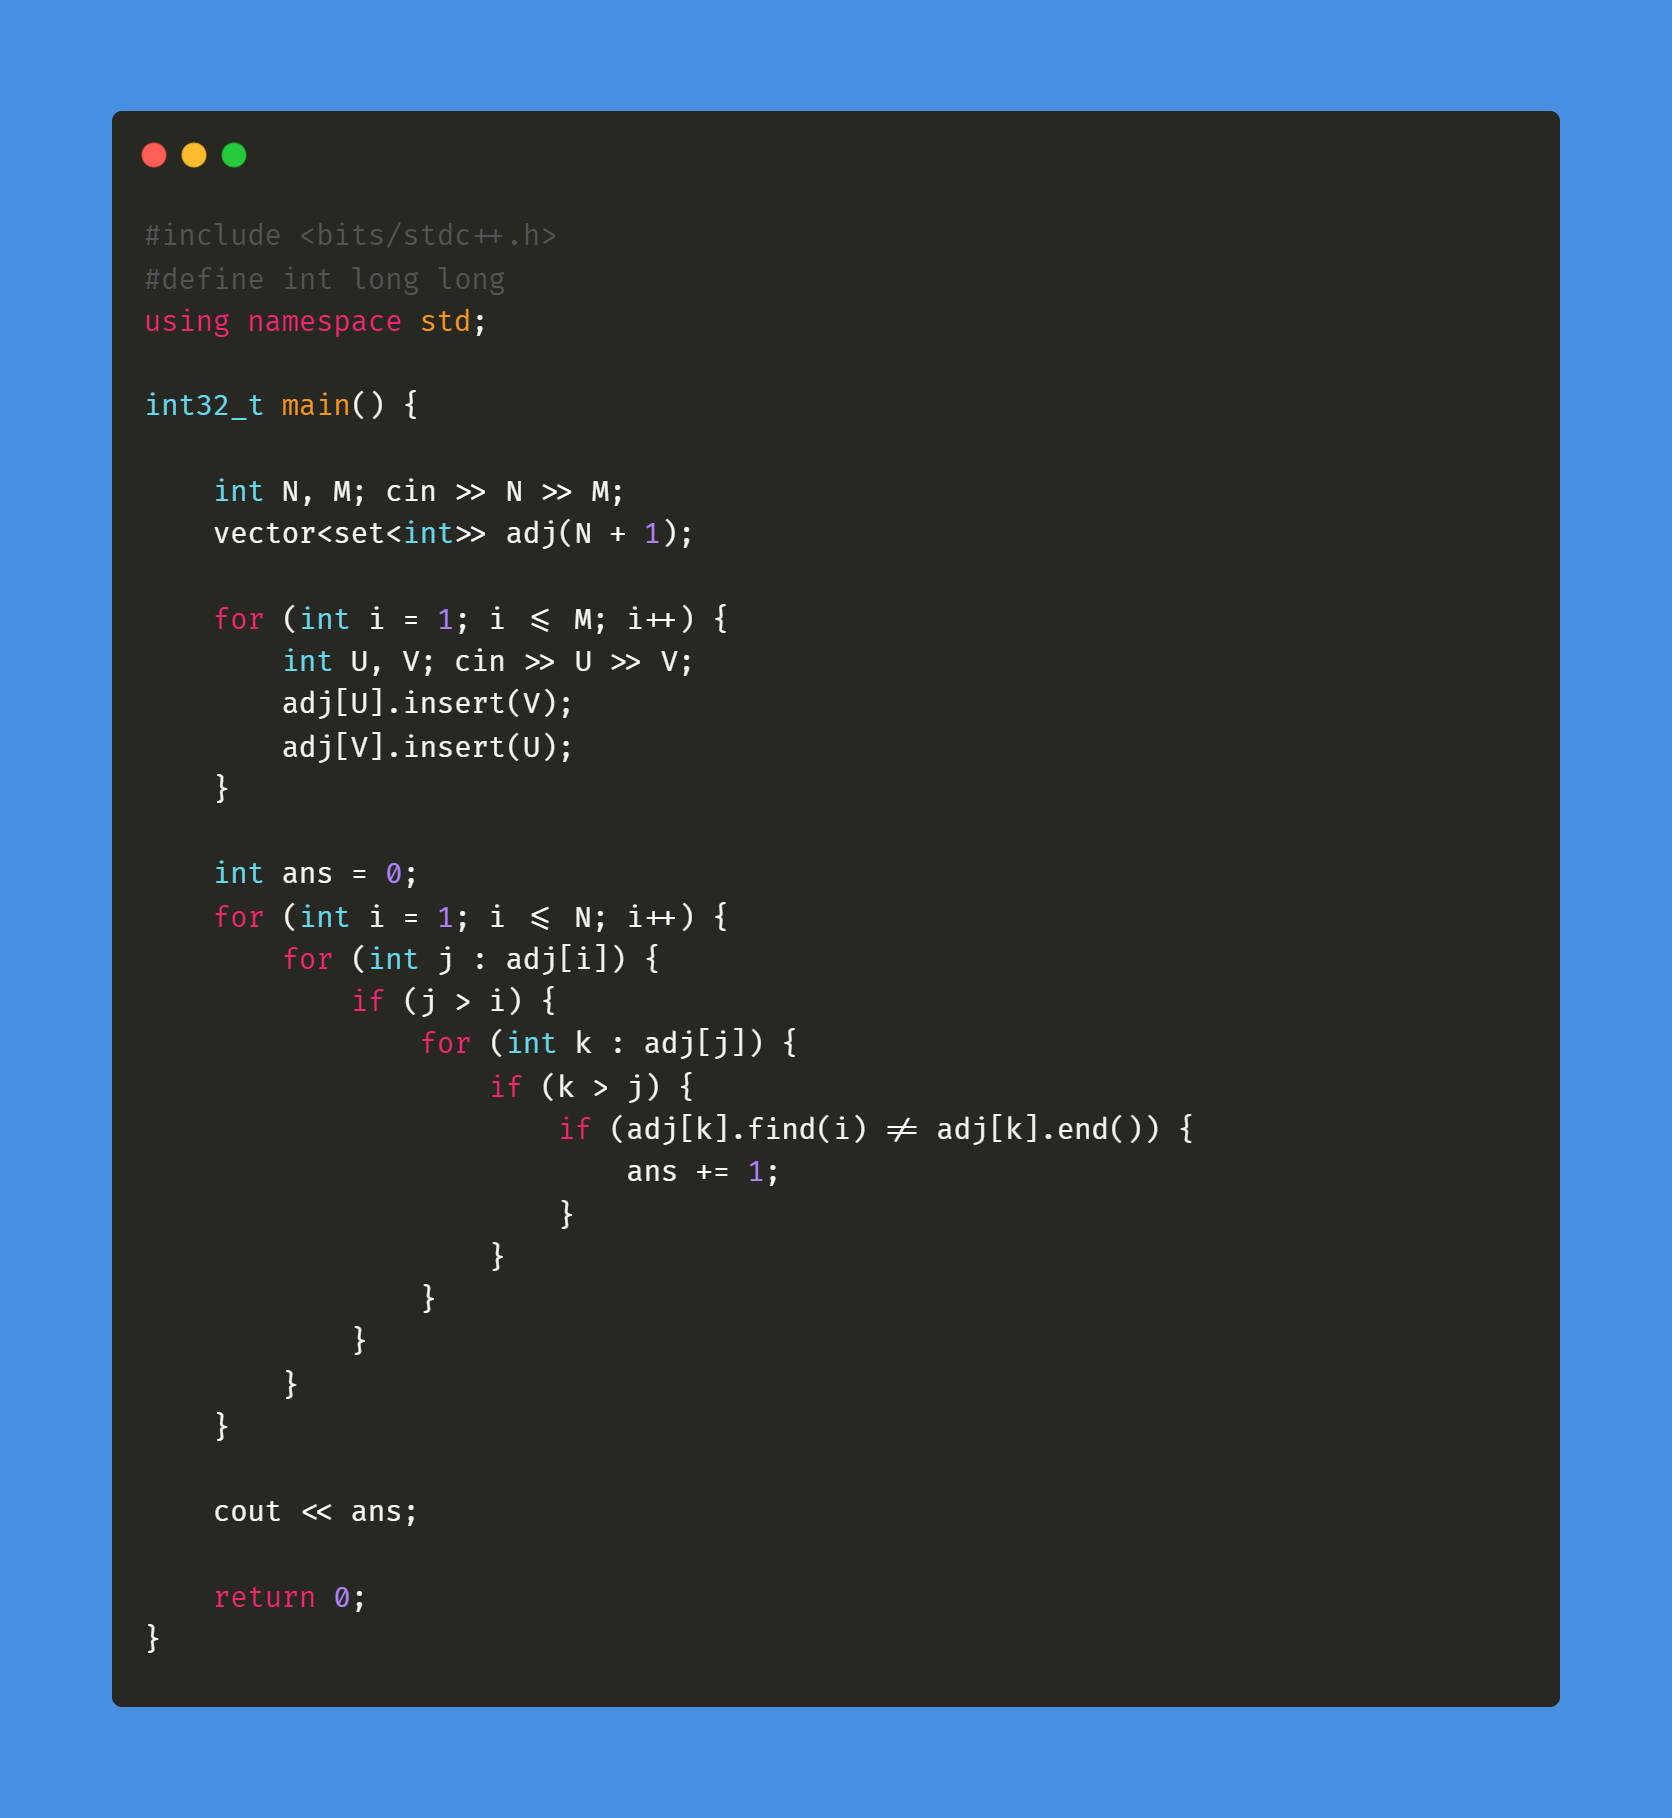 #include <bits/stdc++.h>
#define int long long
using namespace std;

int32_t main() {

    int N, M; cin >> N >> M;
    vector<set<int>> adj(N + 1);

    for (int i = 1; i <= M; i++) {
        int U, V; cin >> U >> V;
        adj[U].insert(V);
        adj[V].insert(U);
    }

    int ans = 0;
    for (int i = 1; i <= N; i++) {
        for (int j : adj[i]) {
            if (j > i) {
                for (int k : adj[j]) {
                    if (k > j) {
                        if (adj[k].find(i) != adj[k].end()) {
                            ans += 1;
                        }
                    }
                }
            }
        }
    }

    cout << ans;

    return 0;
}